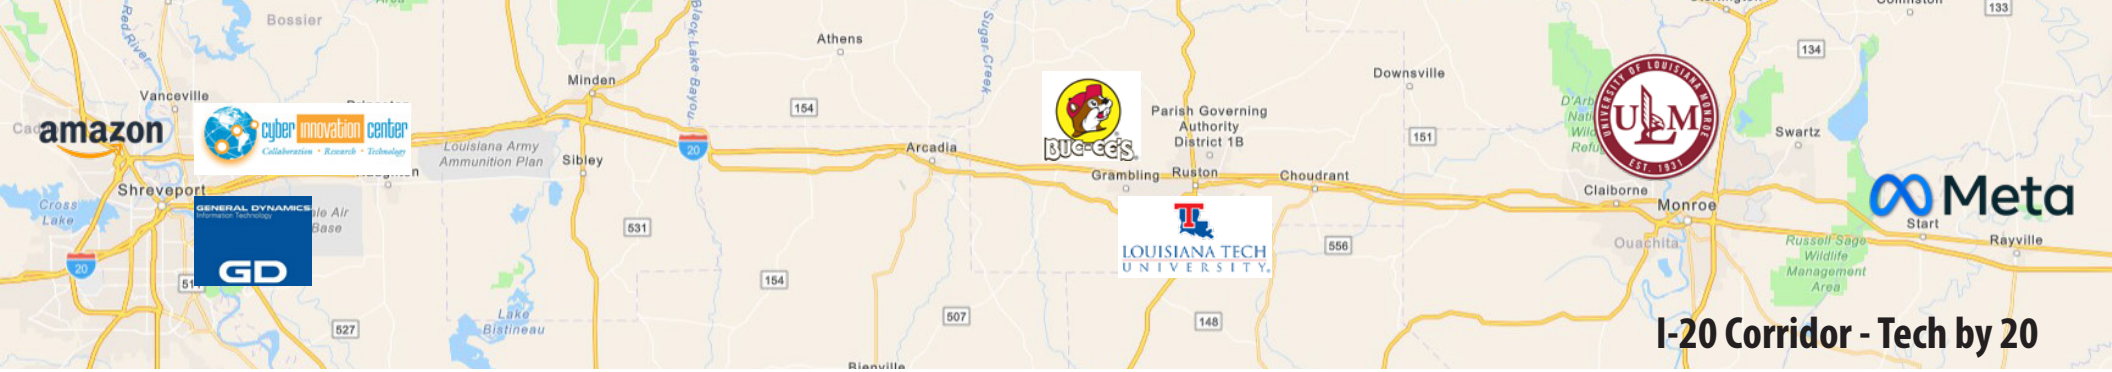 Bossier
Red River
Black Lake Bayou
Sugar Creek
Athens
133
134
Minden
Downsville
Vanceville
154
amazon
cyber innovation center
Collaboration · Research · Technology
Louisiana Army
Ammunition Plan
Sibley
20
Arcadia
BUC-EE'S
Parish Governing
Authority
District 1B
151
UNIVERSITY OF LOUISIANA MONROE
ULM
EST. 1931
Swartz
Grambling
Ruston
Choudrant
Claiborne
Monroe
Meta
Start
Rayville
Shreveport
Cross
Lake
GENERAL DYNAMICS
Information Technology
GD
Air
Base
531
LOUISIANA TECH
UNIVERSITY
556
Ouachita
Russell Sage
Wildlife
Management
Area
20
154
Lake
Bistineau
527
507
148
I-20 Corridor - Tech by 20